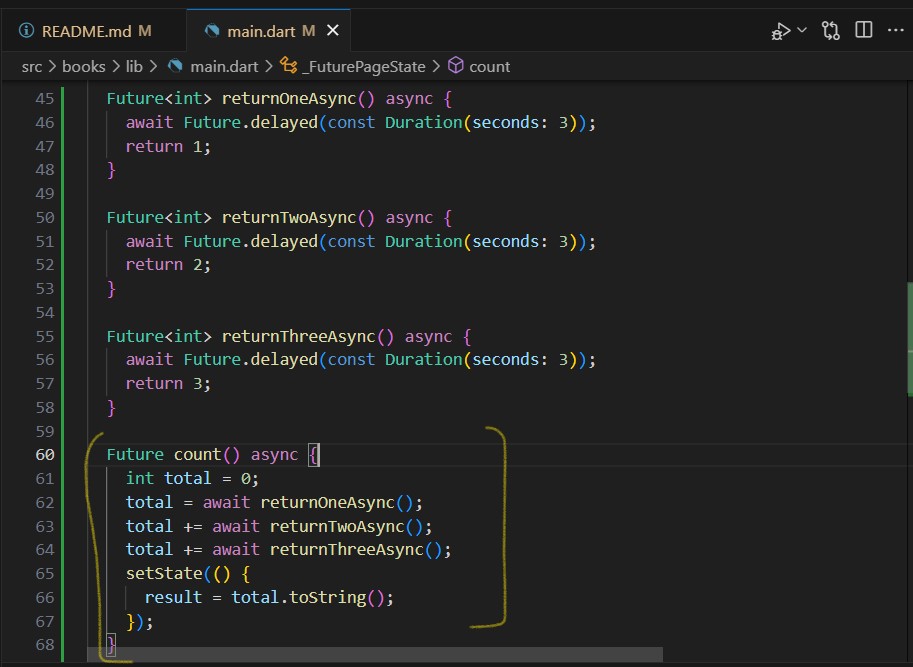 README.md M
main.dart M
src > books > lib > main.dart > _FuturePageState > count
45 Future<int> returnOneAsync() async {
46 await Future.delayed(const Duration(seconds: 3));
47 return 1;
48 }
49
50 Future<int> returnTwoAsync() async {
51 await Future.delayed(const Duration(seconds: 3));
52 return 2;
53 }
54
55 Future<int> returnThreeAsync() async {
56 await Future.delayed(const Duration(seconds: 3));
57 return 3;
58 }
59
60 Future count() async {
61 int total = 0;
62 total = await returnOneAsync();
63 total += await returnTwoAsync();
64 total += await returnThreeAsync();
65 setState(() {
66 result = total.toString();
67 });
68 }